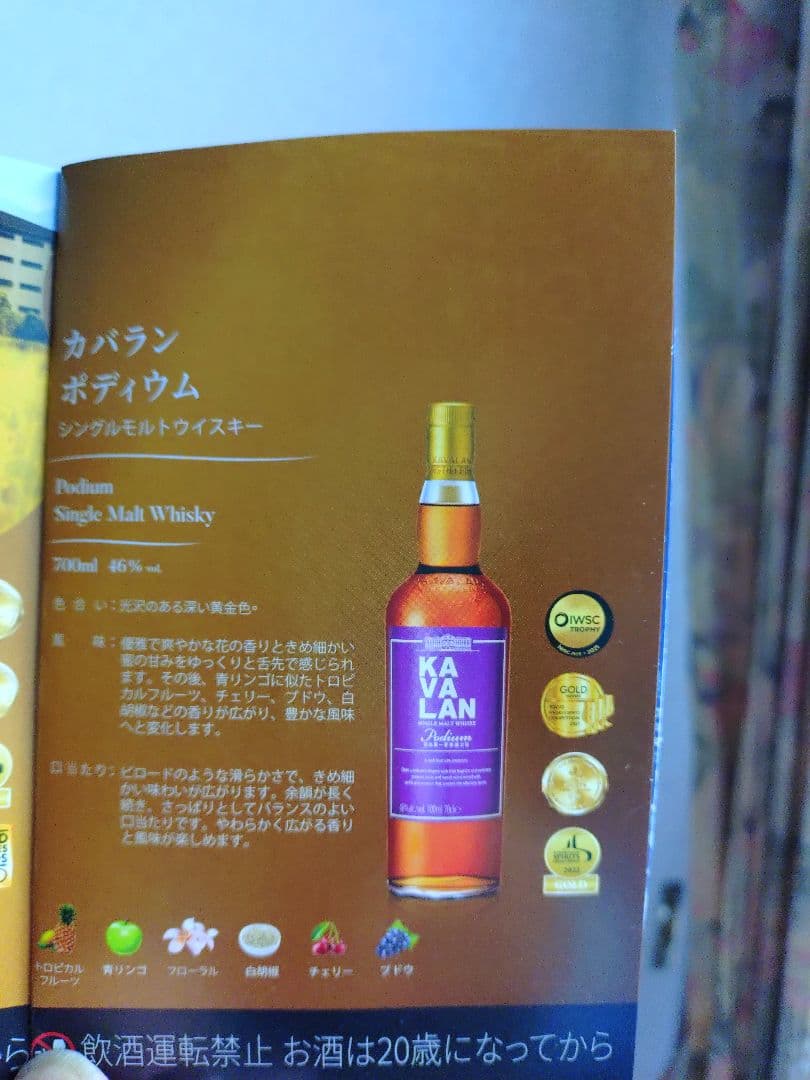 カバラン
ポディウム
シングルモルトウイスキー
Podium
Single Malt Whisky
700ml 46% vol.
色合い：光沢のある深い黄金色。
風味：優雅で爽やかな花の香りときめ細かい
蜜の甘みをゆっくりと舌先で感じられ
ます。その後、青リンゴに似たトロピ
カルフルーツ、チェリー、ブドウ、白
胡椒などの香りが広がり、豊かな風味
へと変化します。
口当たり：ビロードのような滑らかさで、きめ細
かい味わいが広がります。余韻が長く
続き、さっぱりとしてバランスのよい
口当たりです。やわらかく広がる香り
と風味が楽しめます。
KAVALAN
KA
VA
LAN
SINGLE MALT WHISKY
Podium
IWSC
TROPHY
GOLD
SPIRITS
2022
GOLD
トロピカル
フルーツ
青リンゴ
フローラル
白胡椒
チェリー
ブドウ
から
飲酒運転禁止 お酒は20歳になってから